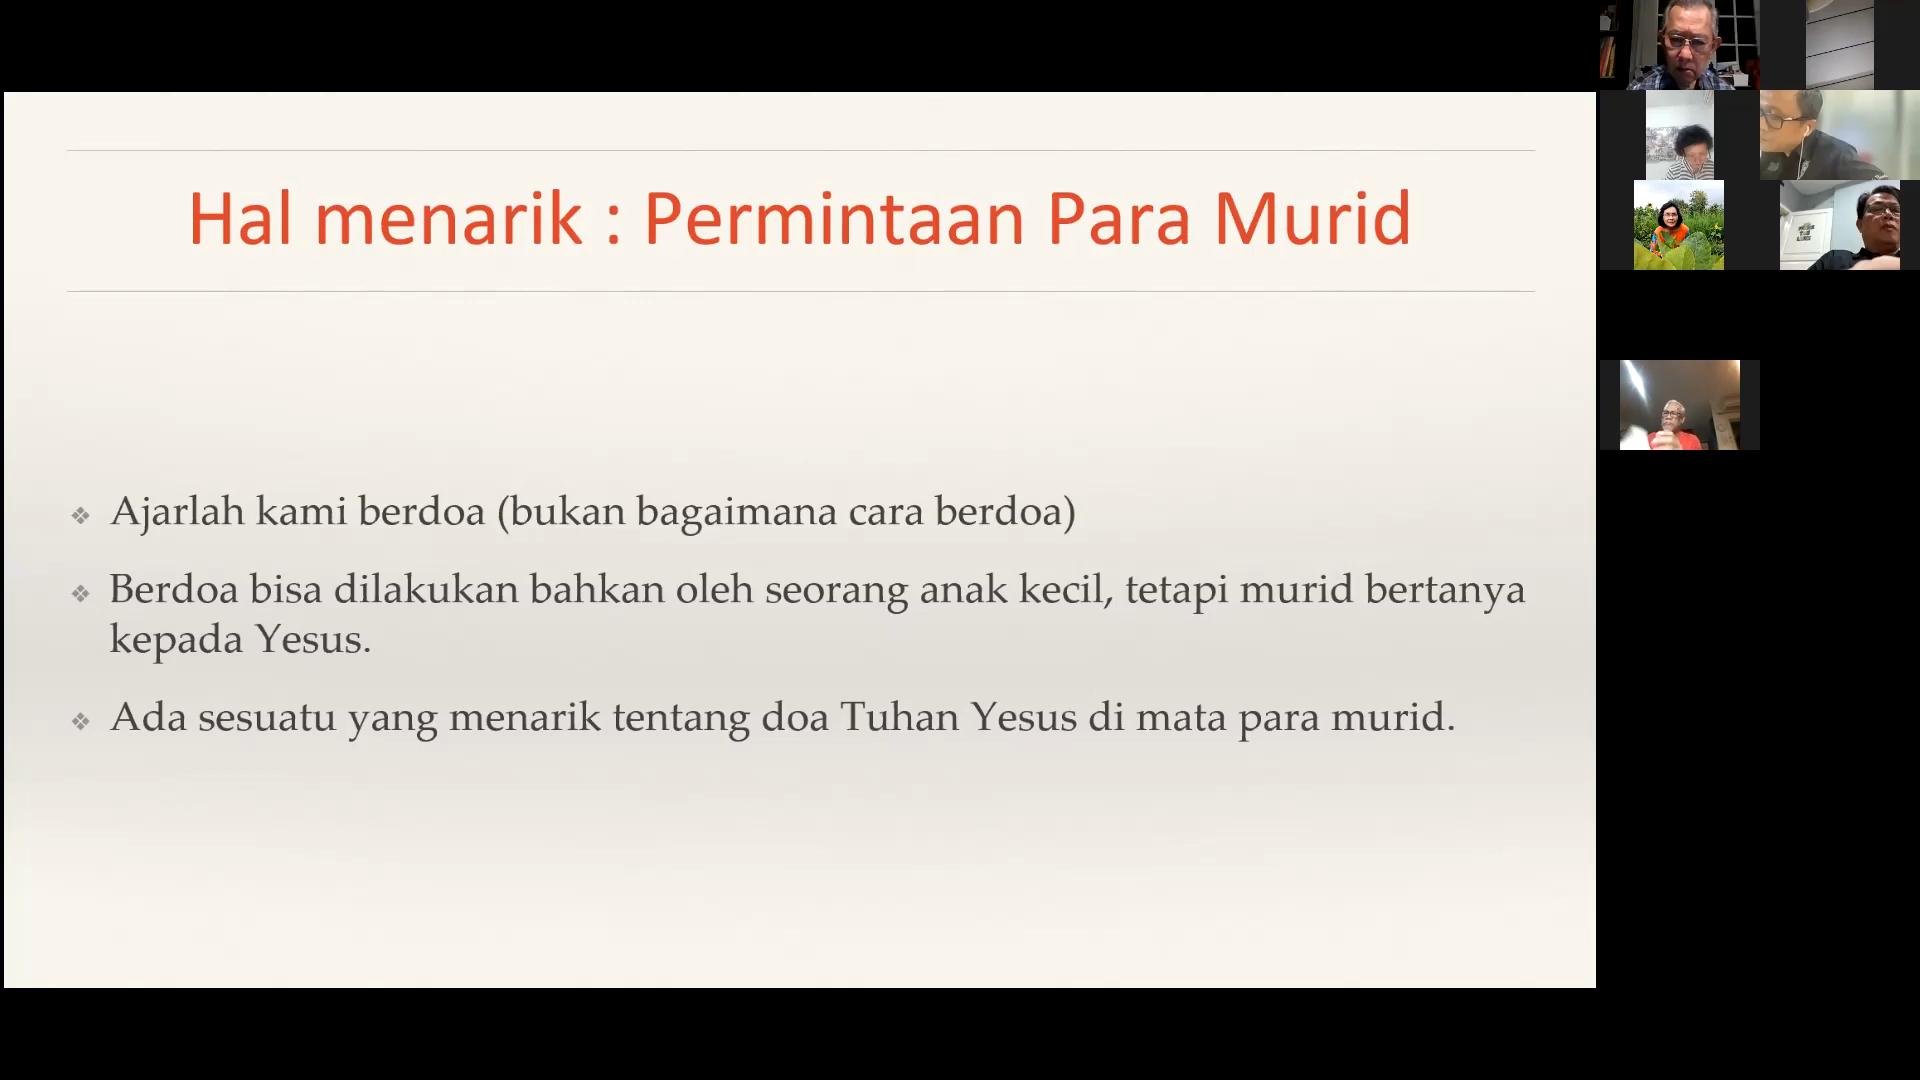 Hal menarik : Permintaan Para Murid
Ajarlah kami berdoa (bukan bagaimana cara berdoa)
Berdoa bisa dilakukan bahkan oleh seorang anak kecil, tetapi murid bertanya
kepada Yesus.
Ada sesuatu yang menarik tentang doa Tuhan Yesus di mata para murid.